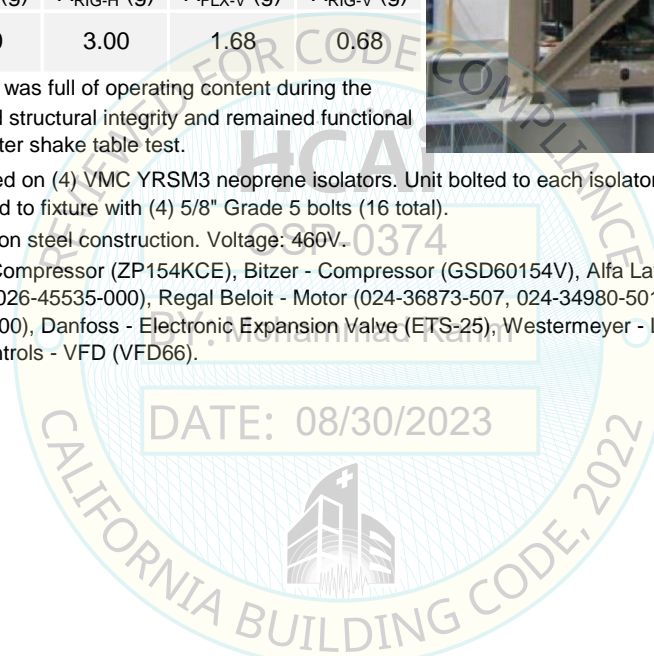 RIG-H (g) FLX-V (g) RIG-V (g)
3.00 1.68 0.68
was full of operating content during the
structural integrity and remained functional
shake table test.
on (4) VMC YRSM3 neoprene isolators. Unit bolted to each isolator
to fixture with (4) 5/8" Grade 5 bolts (16 total).
steel construction. Voltage: 460V.
Compressor (ZP154KCE), Bitzer - Compressor (GSD60154V), Alfa La
026-45535-000), Regal Beloit - Motor (024-36873-507, 024-34980-501
00), Danfoss - Electronic Expansion Valve (ETS-25), Westermeyer - L
- VFD (VFD66).
REVIEWED FOR CODE COMPLIANCE
HCAi
OSP-0374
BY: Mohammad Karim
DATE: 08/30/2023
CALIFORNIA BUILDING CODE, 2022